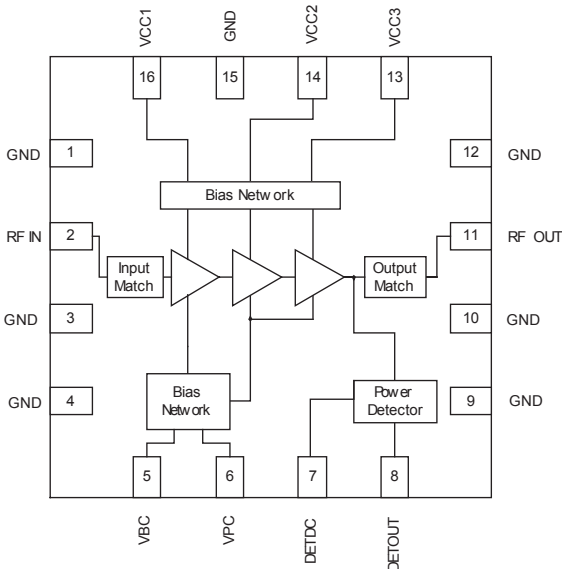 VCC1
GND
VCC2
VCC3
16
15
14
13
GND 1
12 GND
Bias Network
RF IN 2
11 RF OUT
Input
Match
Output
Match
GND 3
10 GND
GND 4
Bias
Network
Power
Detector
9 GND
5
6
7
8
VBC
VPC
DETDC
DETOUT